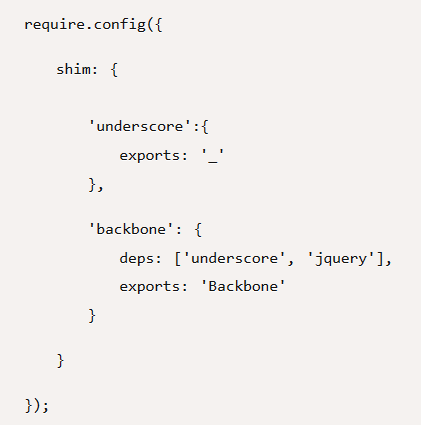 require.config({
shim: {
'underscore':{
exports: '_'
},
'backbone': {
deps: ['underscore', 'jquery'],
exports: 'Backbone'
}
}
});